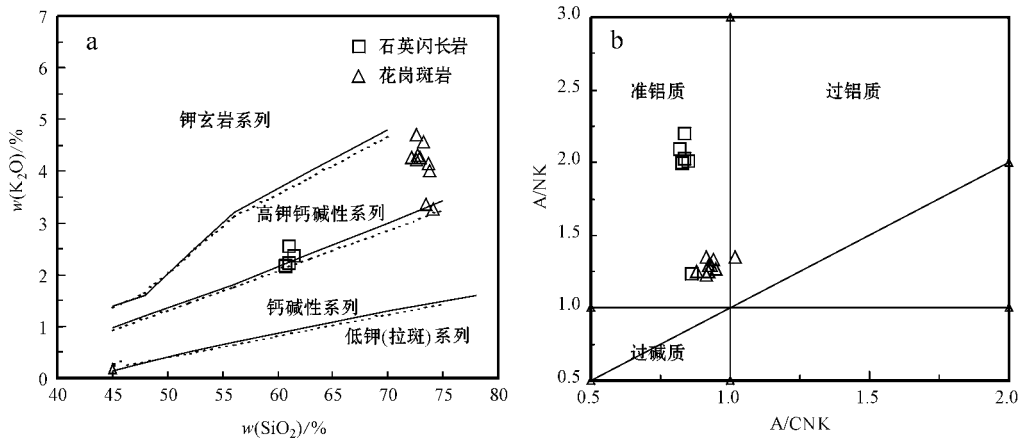 a
□ 石英闪长岩
△ 花岗斑岩
钾玄岩系列
高钾钙碱性系列
钙碱性系列
低钾(拉斑)系列
w(K₂O)/%
7
6
5
4
3
2
1
0
40 45 50 55 60 65 70 75 80
w(SiO₂)/%
b
准铝质
过铝质
过碱质
A/NK
3.0
2.5
2.0
1.5
1.0
0.5
0.5 1.0 1.5 2.0
A/CNK